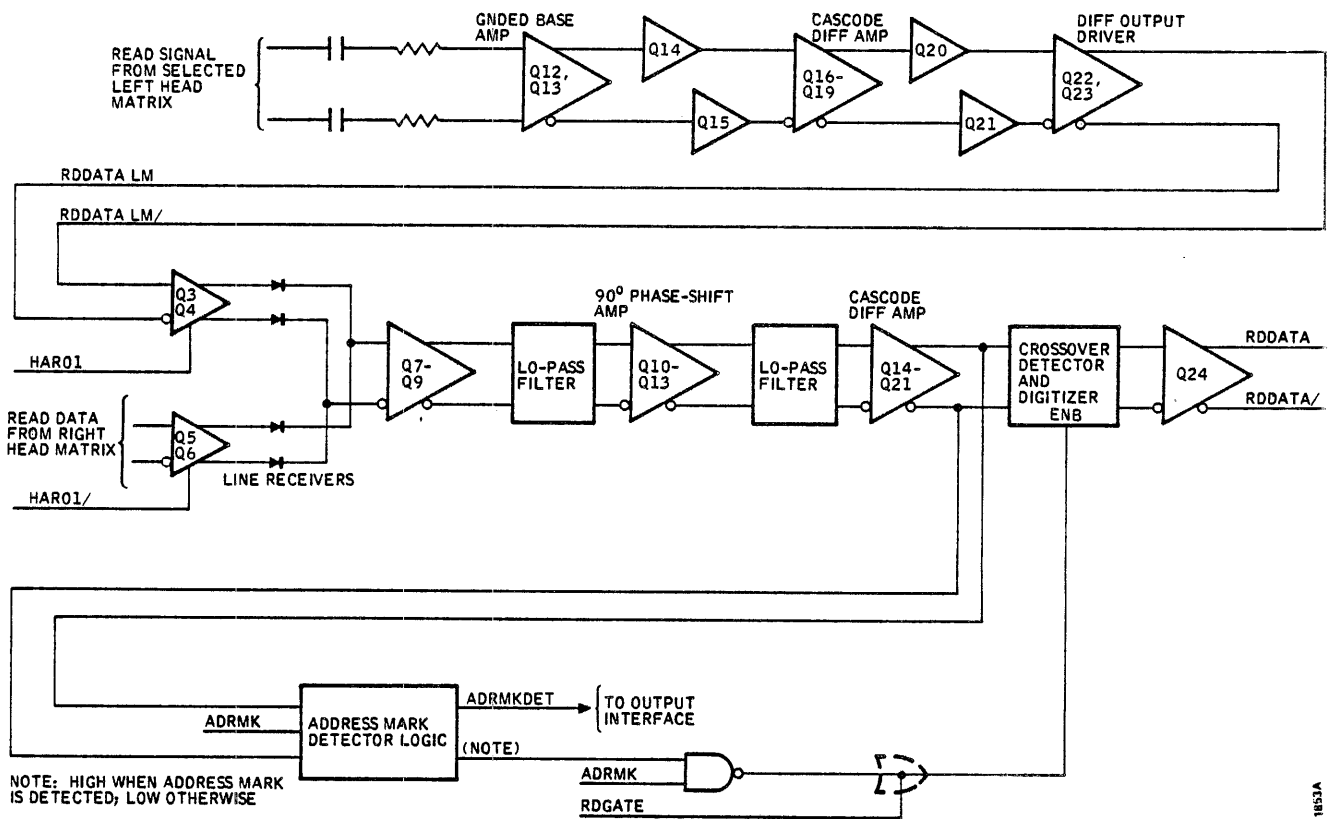 GNDED BASE
AMP
CASCODE
DIFF AMP
DIFF OUTPUT
DRIVER
READ SIGNAL
FROM SELECTED
LEFT HEAD
MATRIX
Q12,
Q13
Q14
Q15
Q16-
Q19
Q20
Q21
Q22,
Q23
RDDATA LM
RDDATA LM/
Q3
Q4
HAR01
READ DATA
FROM RIGHT
HEAD MATRIX
Q5
Q6
LINE RECEIVERS
HAR01/
Q7-
Q9
LO-PASS
FILTER
90° PHASE-SHIFT
AMP
Q10-
Q13
LO-PASS
FILTER
CASCODE
DIFF AMP
Q14-
Q21
CROSSOVER
DETECTOR
AND
DIGITIZER
ENB
Q24
RDDATA
RDDATA/
ADRMK
ADDRESS MARK
DETECTOR LOGIC
ADRMKDET
TO OUTPUT
INTERFACE
(NOTE)
ADRMK
RDGATE
NOTE: HIGH WHEN ADDRESS MARK
IS DETECTED; LOW OTHERWISE
1853A